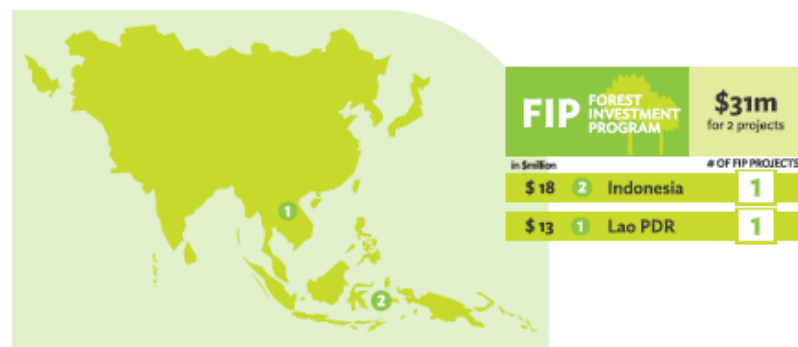 FIP FOREST INVESTMENT PROGRAM
$31m
for 2 projects
in $million
# OF FIP PROJECTS
$ 18 2 Indonesia 1
$ 13 1 Lao PDR 1
1
2